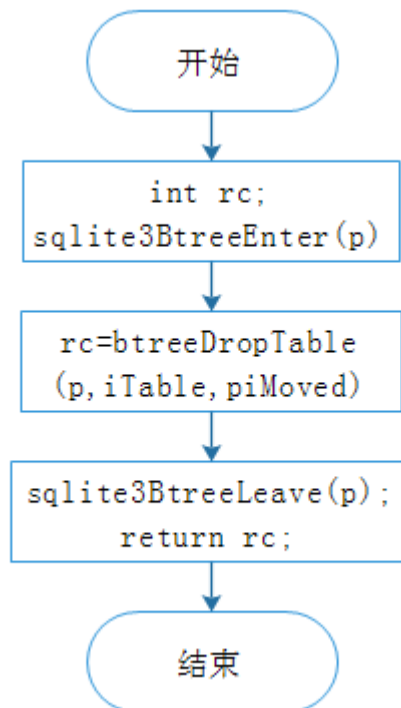 开始
int rc;
sqlite3BtreeEnter(p)
rc=btreeDropTable
(p,iTable,piMoved)
sqlite3BtreeLeave(p);
return rc;
结束